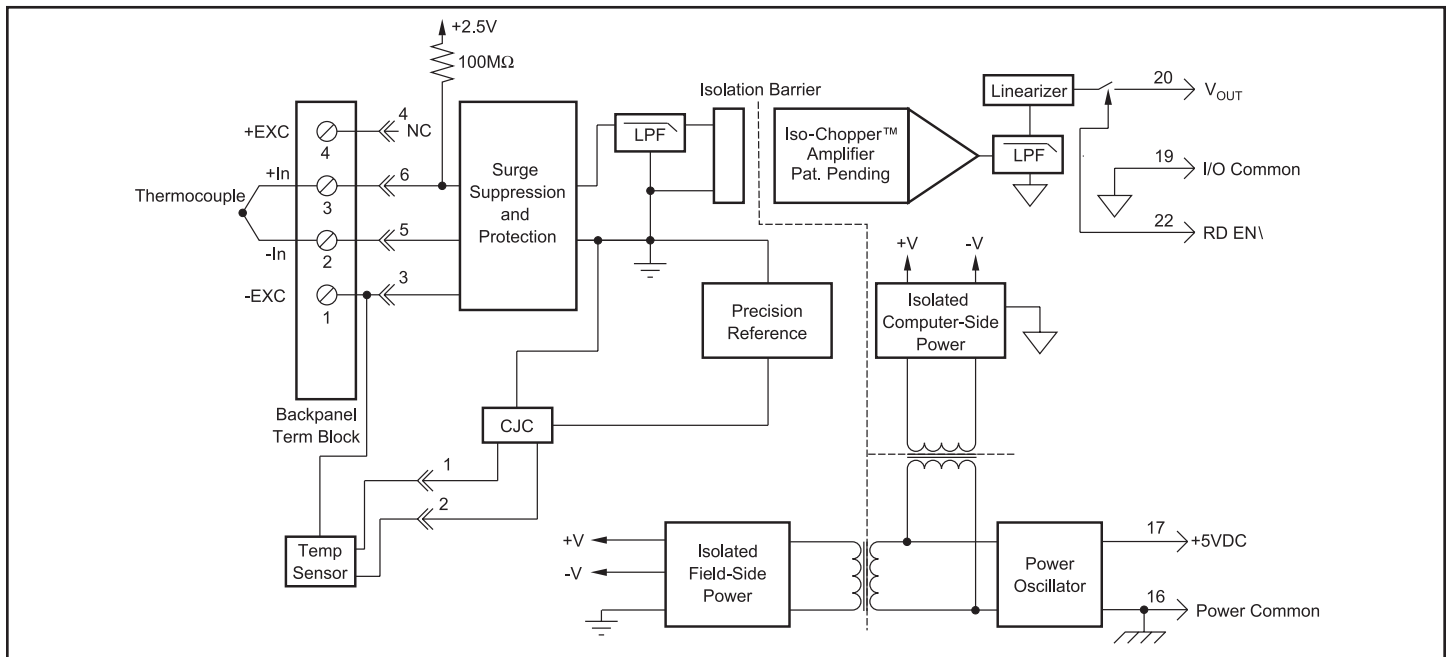 +2.5V
100MΩ
Isolation Barrier
+EXC
4
4
NC
+In
3
6
Thermocouple
-In
2
5
-EXC
1
3
Surge
Suppression
and
Protection
LPF
Iso-Chopper™
Amplifier
Pat. Pending
Linearizer
LPF
20
VOUT
19
I/O Common
22
RD EN\
+V
-V
Isolated
Computer-Side
Power
Precision
Reference
Backpanel
Term Block
CJC
1
2
Temp
Sensor
+V
-V
Isolated
Field-Side
Power
Power
Oscillator
17
+5VDC
16
Power Common